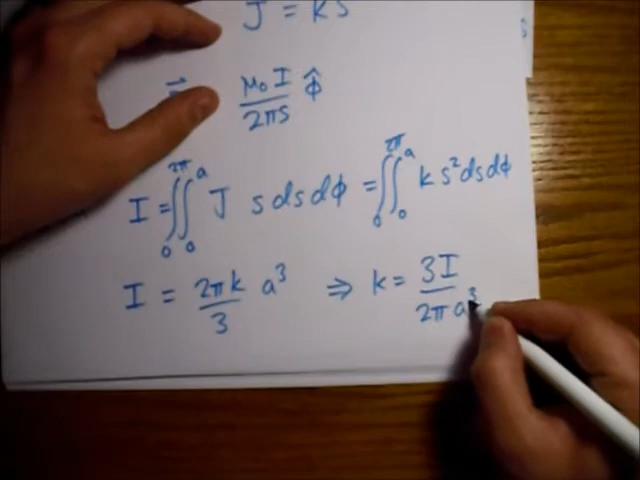 J = ks
μ₀I/2πs φ̂
I = ∫₀^2π ∫₀^a J s ds dφ = ∫₀^2π ∫₀^a k s² ds dφ
I = 2πk/3 a³ ⇒ k = 3I/2πa³